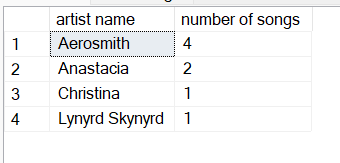 artist name number of songs
1 Aerosmith 4
2 Anastacia 2
3 Christina 1
4 Lynyrd Skynyrd 1